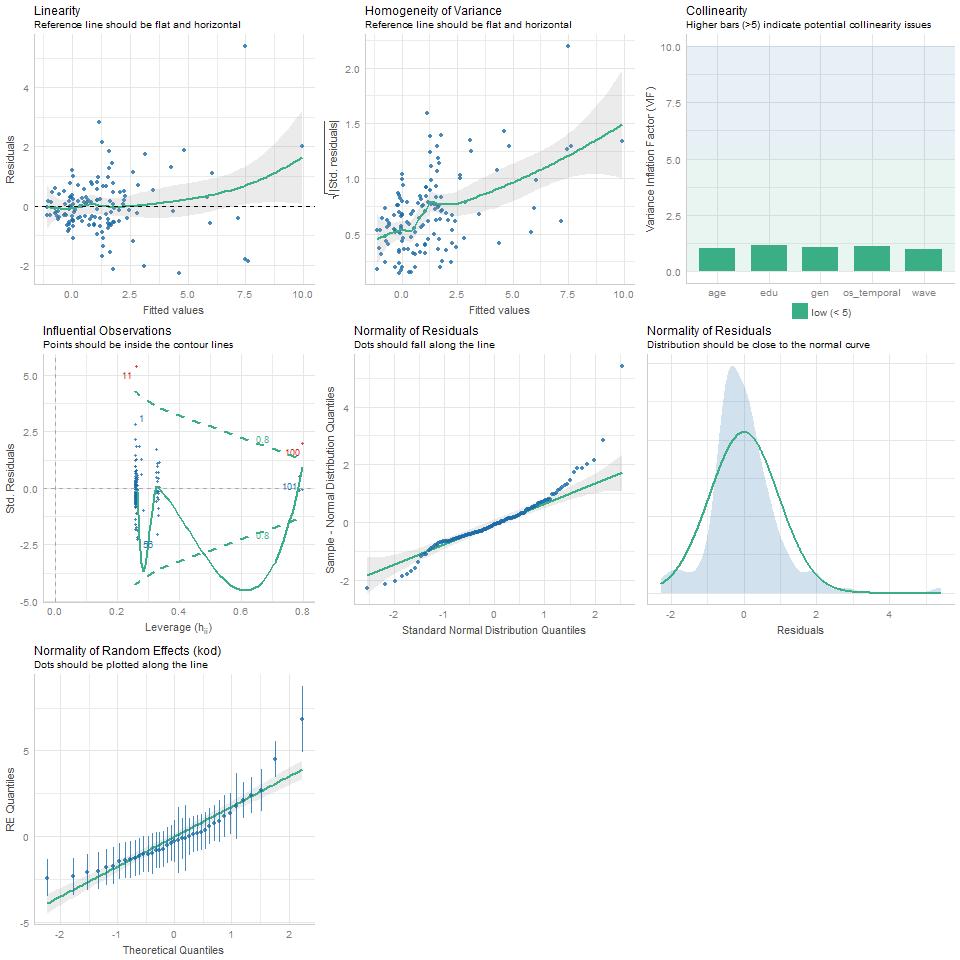 Linearity
Reference line should be flat and horizontal
Residuals
4
2
0
-2
0.0
2.5
5.0
7.5
10.0
Fitted values
Homogeneity of Variance
Reference line should be flat and horizontal
√|Std. residuals|
2.0
1.5
1.0
0.5
0.0
2.5
5.0
7.5
10.0
Fitted values
Collinearity
Higher bars (>5) indicate potential collinearity issues
Variance Inflation Factor (VIF)
10.0
7.5
5.0
2.5
0.0
age
edu
gen
os_temporal
wave
low (< 5)
Influential Observations
Points should be inside the contour lines
Std. Residuals
5.0
2.5
0.0
-2.5
-5.0
11
1
0.8
100
101
0.8
0.0
0.2
0.4
0.6
0.8
Leverage (hii)
Normality of Residuals
Dots should fall along the line
Sample - Normal Distribution Quantiles
4
2
0
-2
-2
-1
0
1
2
Standard Normal Distribution Quantiles
Normality of Residuals
Distribution should be close to the normal curve
-2
0
2
4
Residuals
Normality of Random Effects (kod)
Dots should be plotted along the line
RE Quantiles
5
0
-5
-2
-1
0
1
2
Theoretical Quantiles